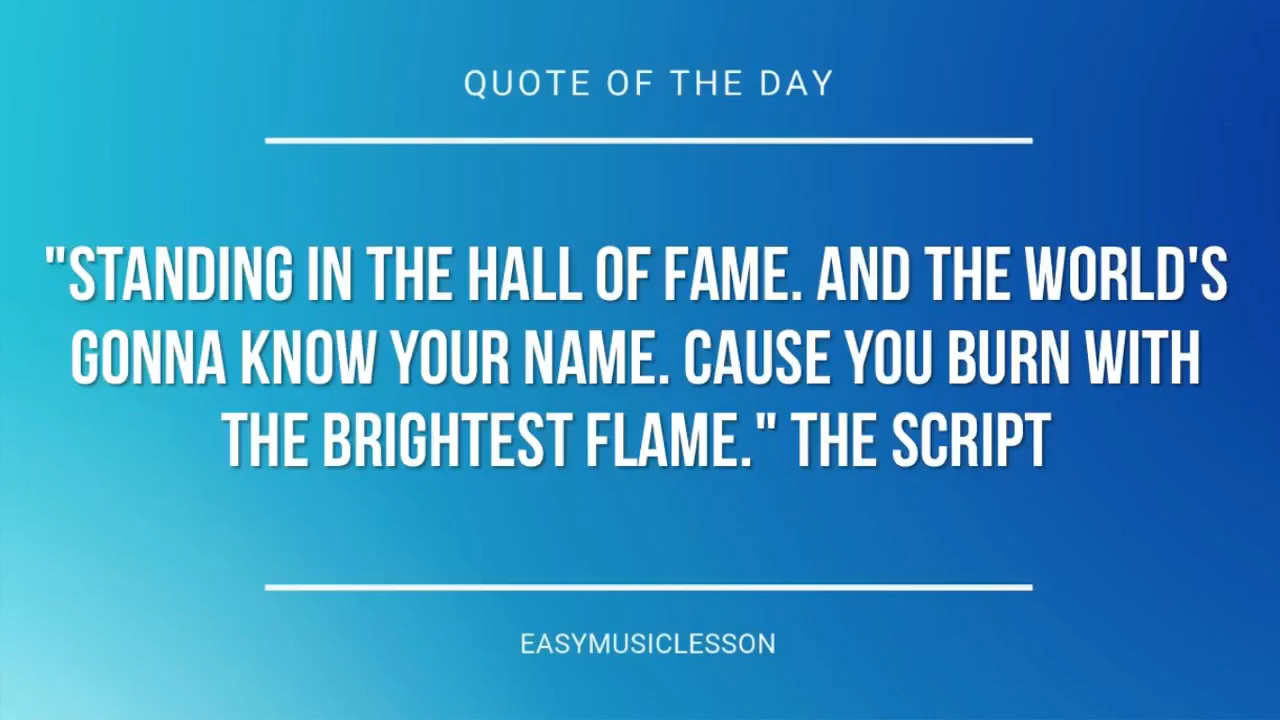 QUOTE OF THE DAY
"STANDING IN THE HALL OF FAME. AND THE WORLD'S
GONNA KNOW YOUR NAME. CAUSE YOU BURN WITH
THE BRIGHTEST FLAME." THE SCRIPT
EASYMUSICLESSON